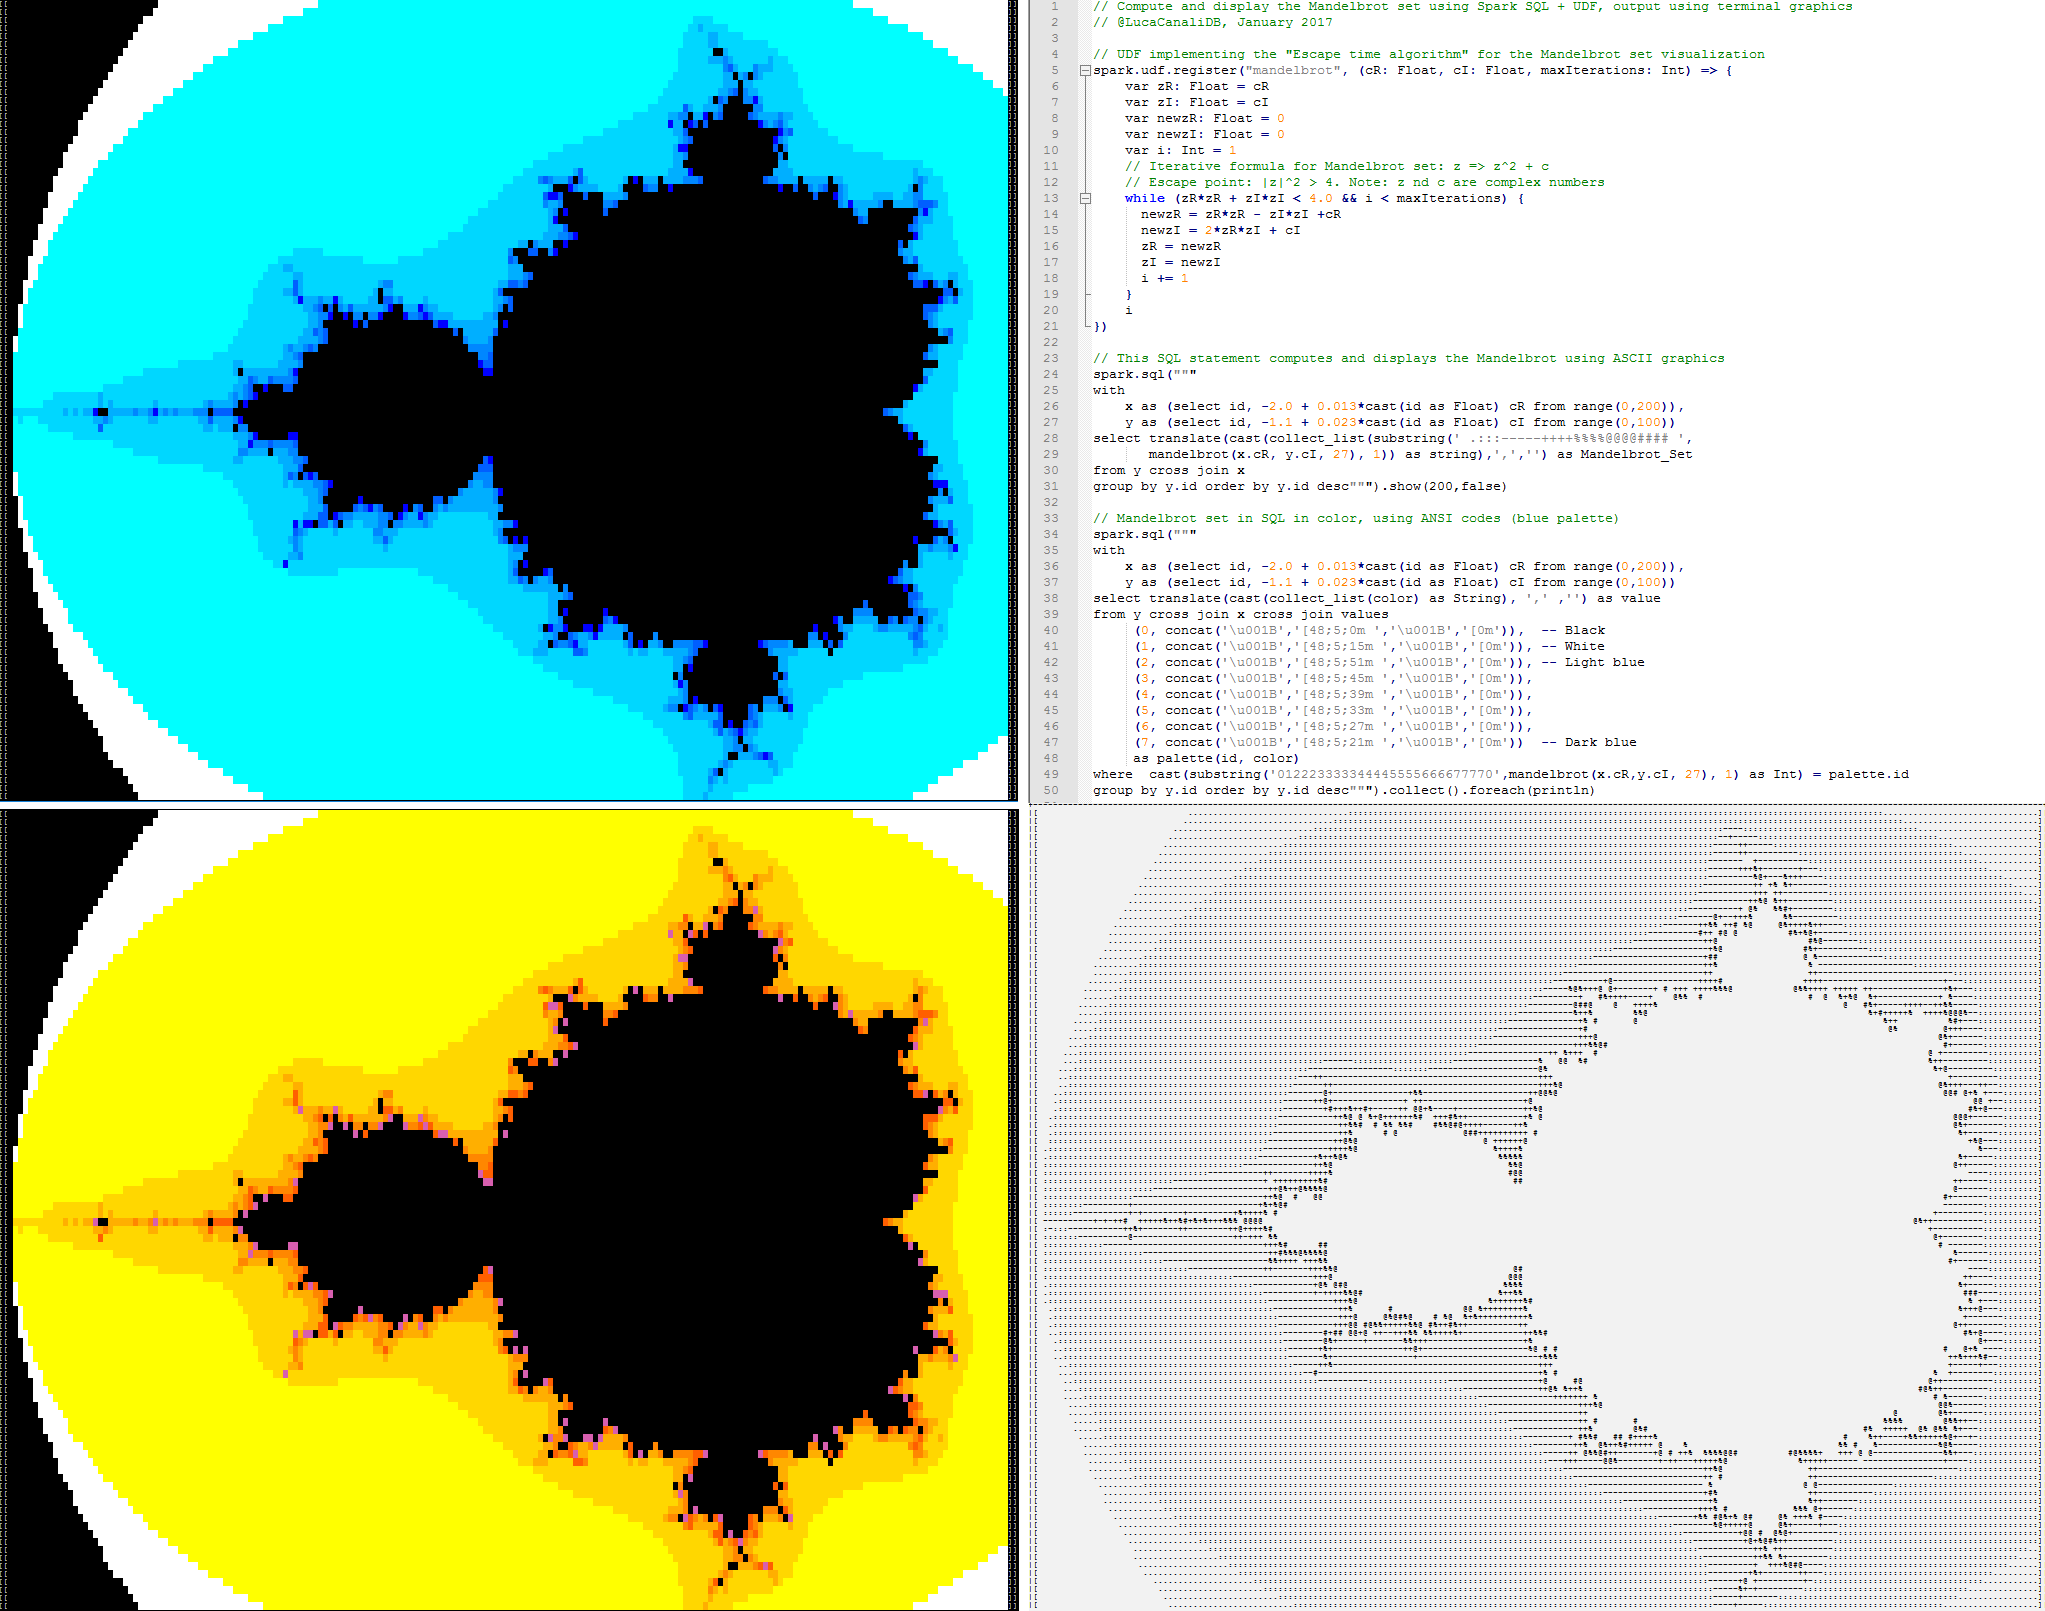 1 // Compute and display the Mandelbrot set using Spark SQL + UDF, output using terminal graphics
2 // @LucaCanaliDB, January 2017
3
4 // UDF implementing the "Escape time algorithm" for the Mandelbrot set visualization
5 spark.udf.register("mandelbrot", (cR: Float, cI: Float, maxIterations: Int) => {
6 var zR: Float = cR
7 var zI: Float = cI
8 var newzR: Float = 0
9 var newzI: Float = 0
10 var i: Int = 1
11 // Iterative formula for Mandelbrot set: z => z^2 + c
12 // Escape point: |z|^2 > 4. Note: z nd c are complex numbers
13 while (zR*zR + zI*zI < 4.0 && i < maxIterations) {
14 newzR = zR*zR - zI*zI +cR
15 newzI = 2*zR*zI + cI
16 zR = newzR
17 zI = newzI
18 i += 1
19 }
20 i
21 })
22
23 // This SQL statement computes and displays the Mandelbrot using ASCII graphics
24 spark.sql("""
25 with
26 x as (select id, -2.0 + 0.013*cast(id as Float) cR from range(0,200)),
27 y as (select id, -1.1 + 0.023*cast(id as Float) cI from range(0,100))
28 select translate(cast(collect_list(substring(' .:::-----++++%%%%@@@@#### ',
29 mandelbrot(x.cR, y.cI, 27), 1)) as string),',','') as Mandelbrot_Set
30 from y cross join x
31 group by y.id order by y.id desc""").show(200,false)
32
33 // Mandelbrot set in SQL in color, using ANSI codes (blue palette)
34 spark.sql("""
35 with
36 x as (select id, -2.0 + 0.013*cast(id as Float) cR from range(0,200)),
37 y as (select id, -1.1 + 0.023*cast(id as Float) cI from range(0,100))
38 select translate(cast(collect_list(color) as String), ',' ,'') as value
39 from y cross join x cross join values
40 (0, concat('\u001B','[48;5;0m ','\u001B','[0m')), -- Black
41 (1, concat('\u001B','[48;5;15m ','\u001B','[0m')), -- White
42 (2, concat('\u001B','[48;5;51m ','\u001B','[0m')), -- Light blue
43 (3, concat('\u001B','[48;5;45m ','\u001B','[0m')),
44 (4, concat('\u001B','[48;5;39m ','\u001B','[0m')),
45 (5, concat('\u001B','[48;5;33m ','\u001B','[0m')),
46 (6, concat('\u001B','[48;5;27m ','\u001B','[0m')),
47 (7, concat('\u001B','[48;5;21m ','\u001B','[0m')) -- Dark blue
48 as palette(id, color)
49 where cast(substring('012223333344445555666677770',mandelbrot(x.cR,y.cI, 27), 1) as Int) = palette.id
50 group by y.id order by y.id desc""").collect().foreach(println)